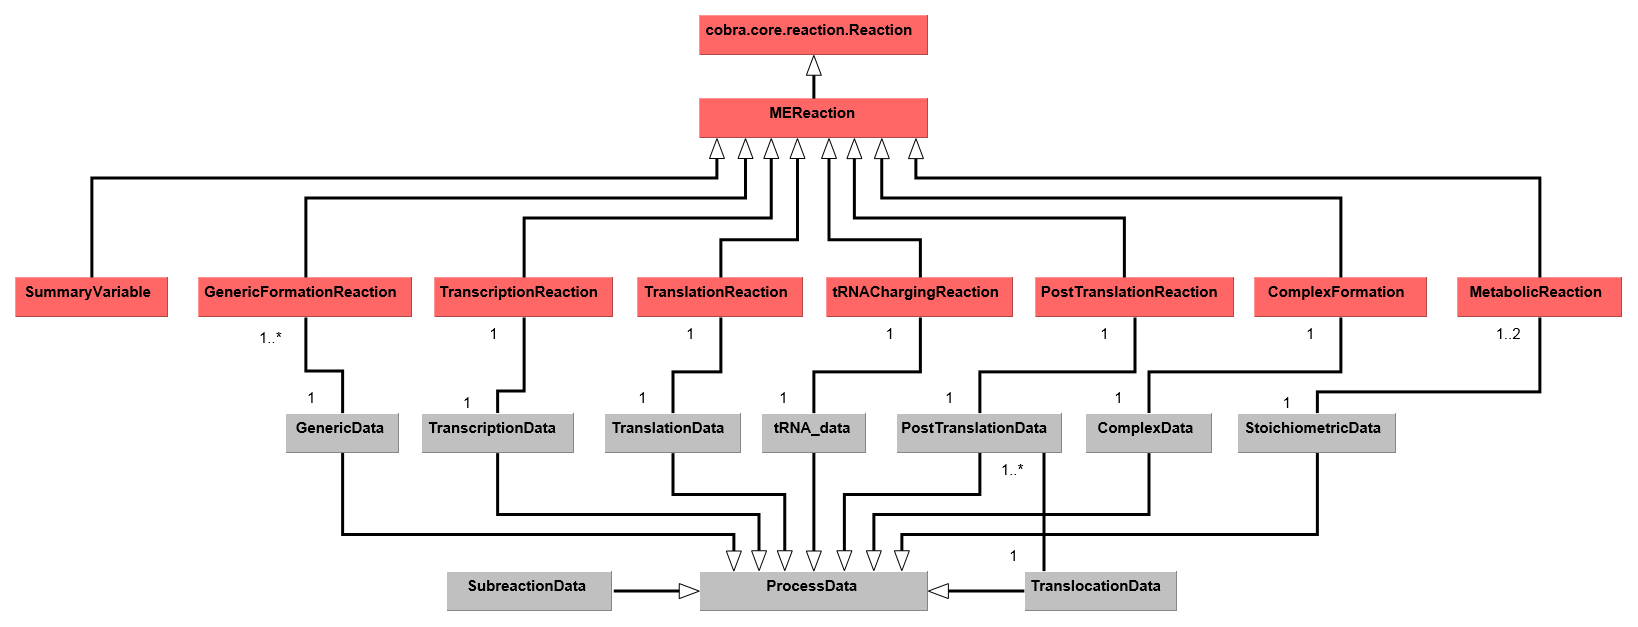 cobra.core.reaction.Reaction
MEReaction
SummaryVariable
GenericFormationReaction
TranscriptionReaction
TranslationReaction
tRNAChargingReaction
PostTranslationReaction
ComplexFormation
MetabolicReaction
1..*
1
1
1
1
1
1..2
1
1
1
1
1
1
1
GenericData
TranscriptionData
TranslationData
tRNA_data
PostTranslationData
ComplexData
StoichiometricData
1..*
1
SubreactionData
ProcessData
TranslocationData